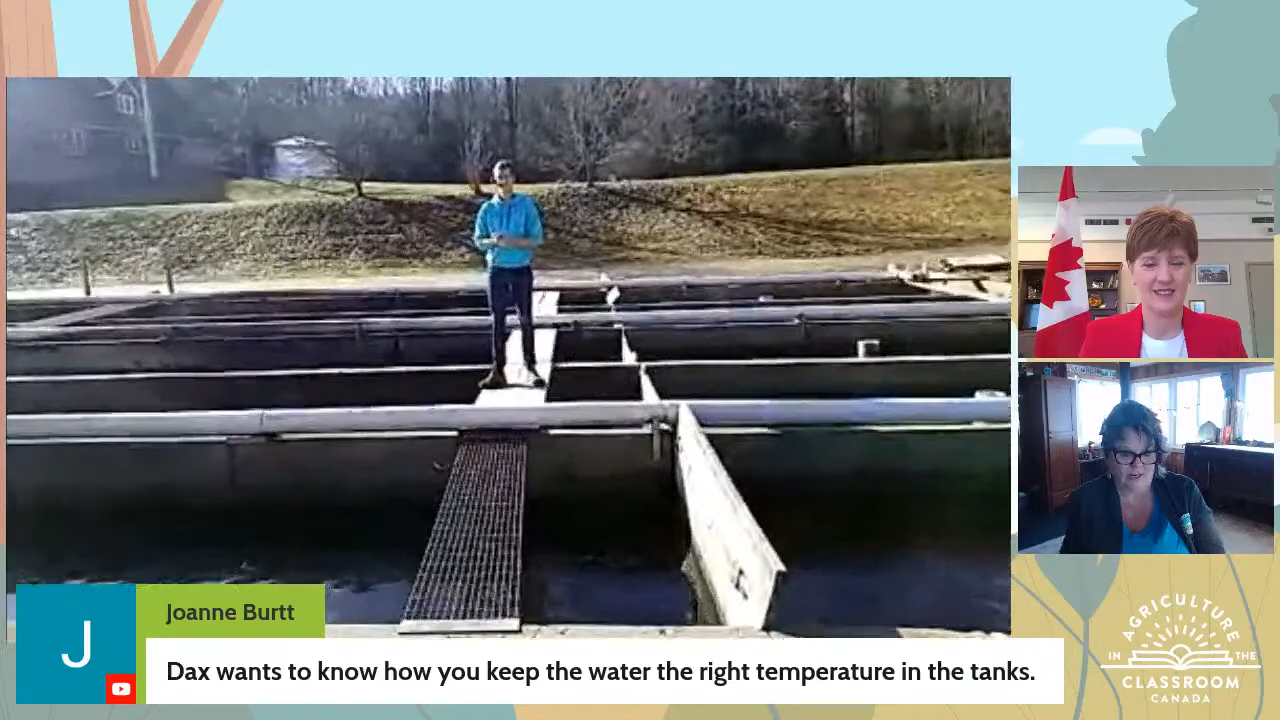 J
Joanne Burtt
Dax wants to know how you keep the water the right temperature in the tanks.
AGRICULTURE
IN THE
CLASSROOM
CANADA